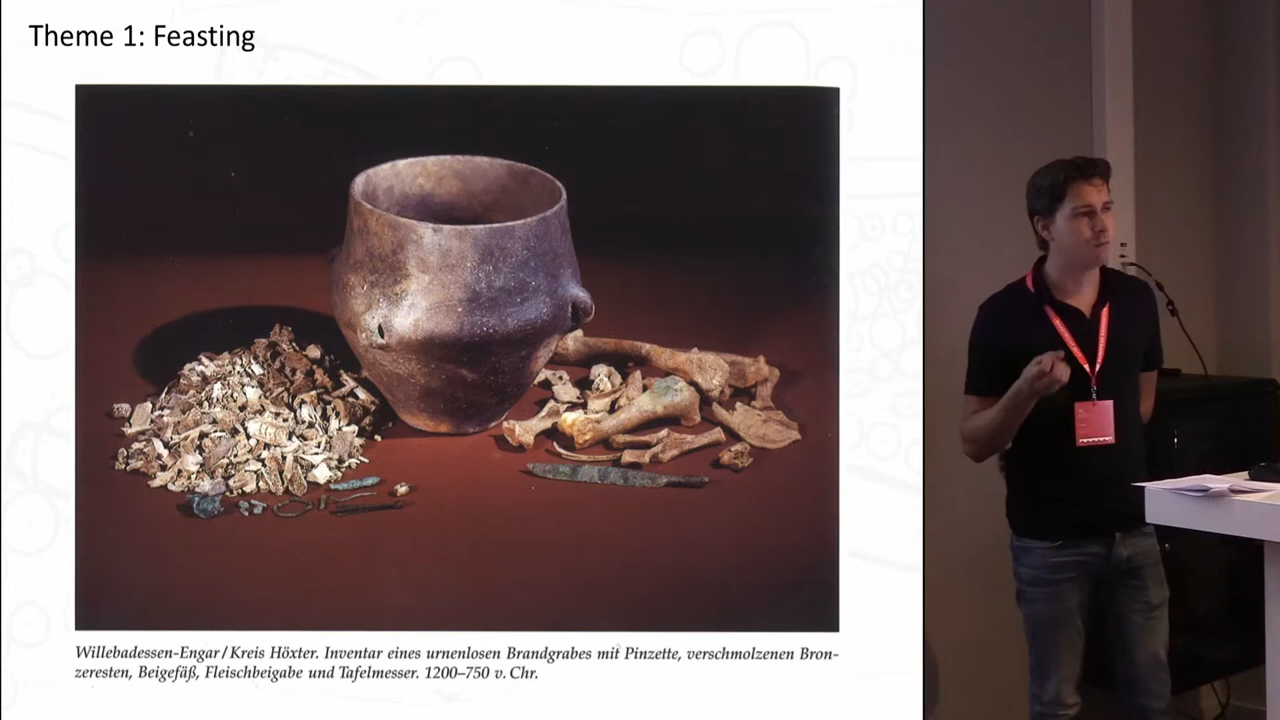 Theme 1: Feasting
Willebadessen-Engar / Kreis Höxter. Inventar eines urnenlosen Brandgrabes mit Pinzette, verschmolzenen Bron-
zeresten, Beigefäß, Fleischbeigabe und Tafelmesser. 1200–750 v. Chr.